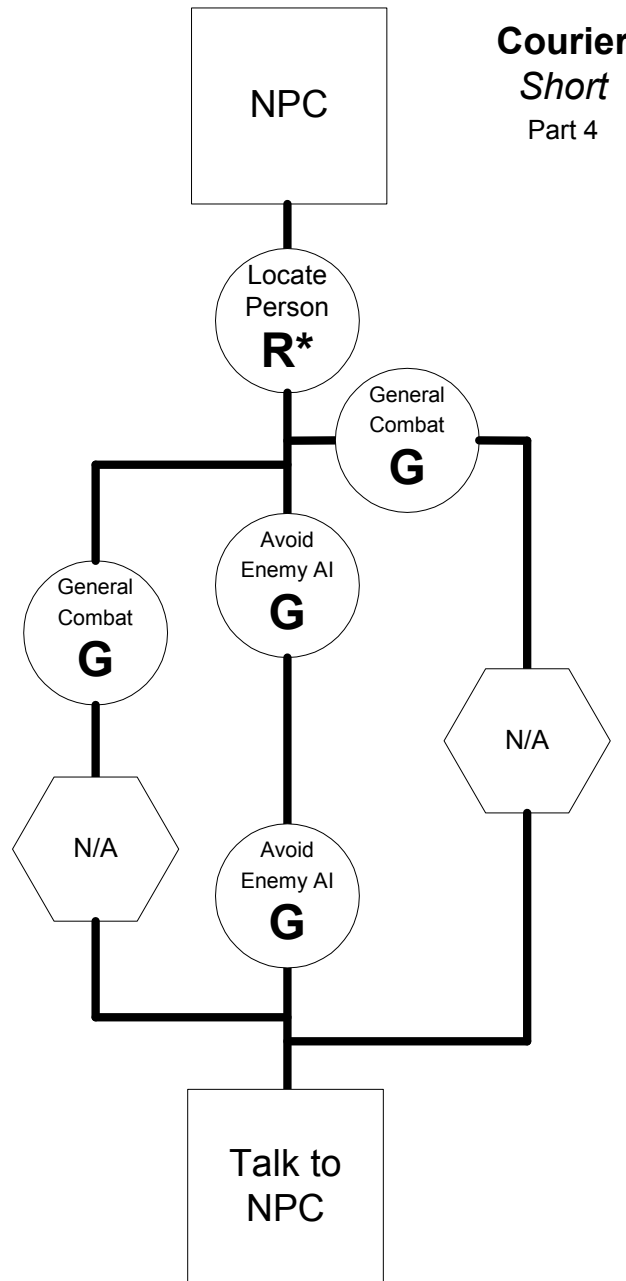 Courier
Short
Part 4
NPC
Locate
Person
R*
General
Combat
G
Avoid
Enemy AI
G
General
Combat
G
N/A
N/A
Avoid
Enemy AI
G
Talk to
NPC